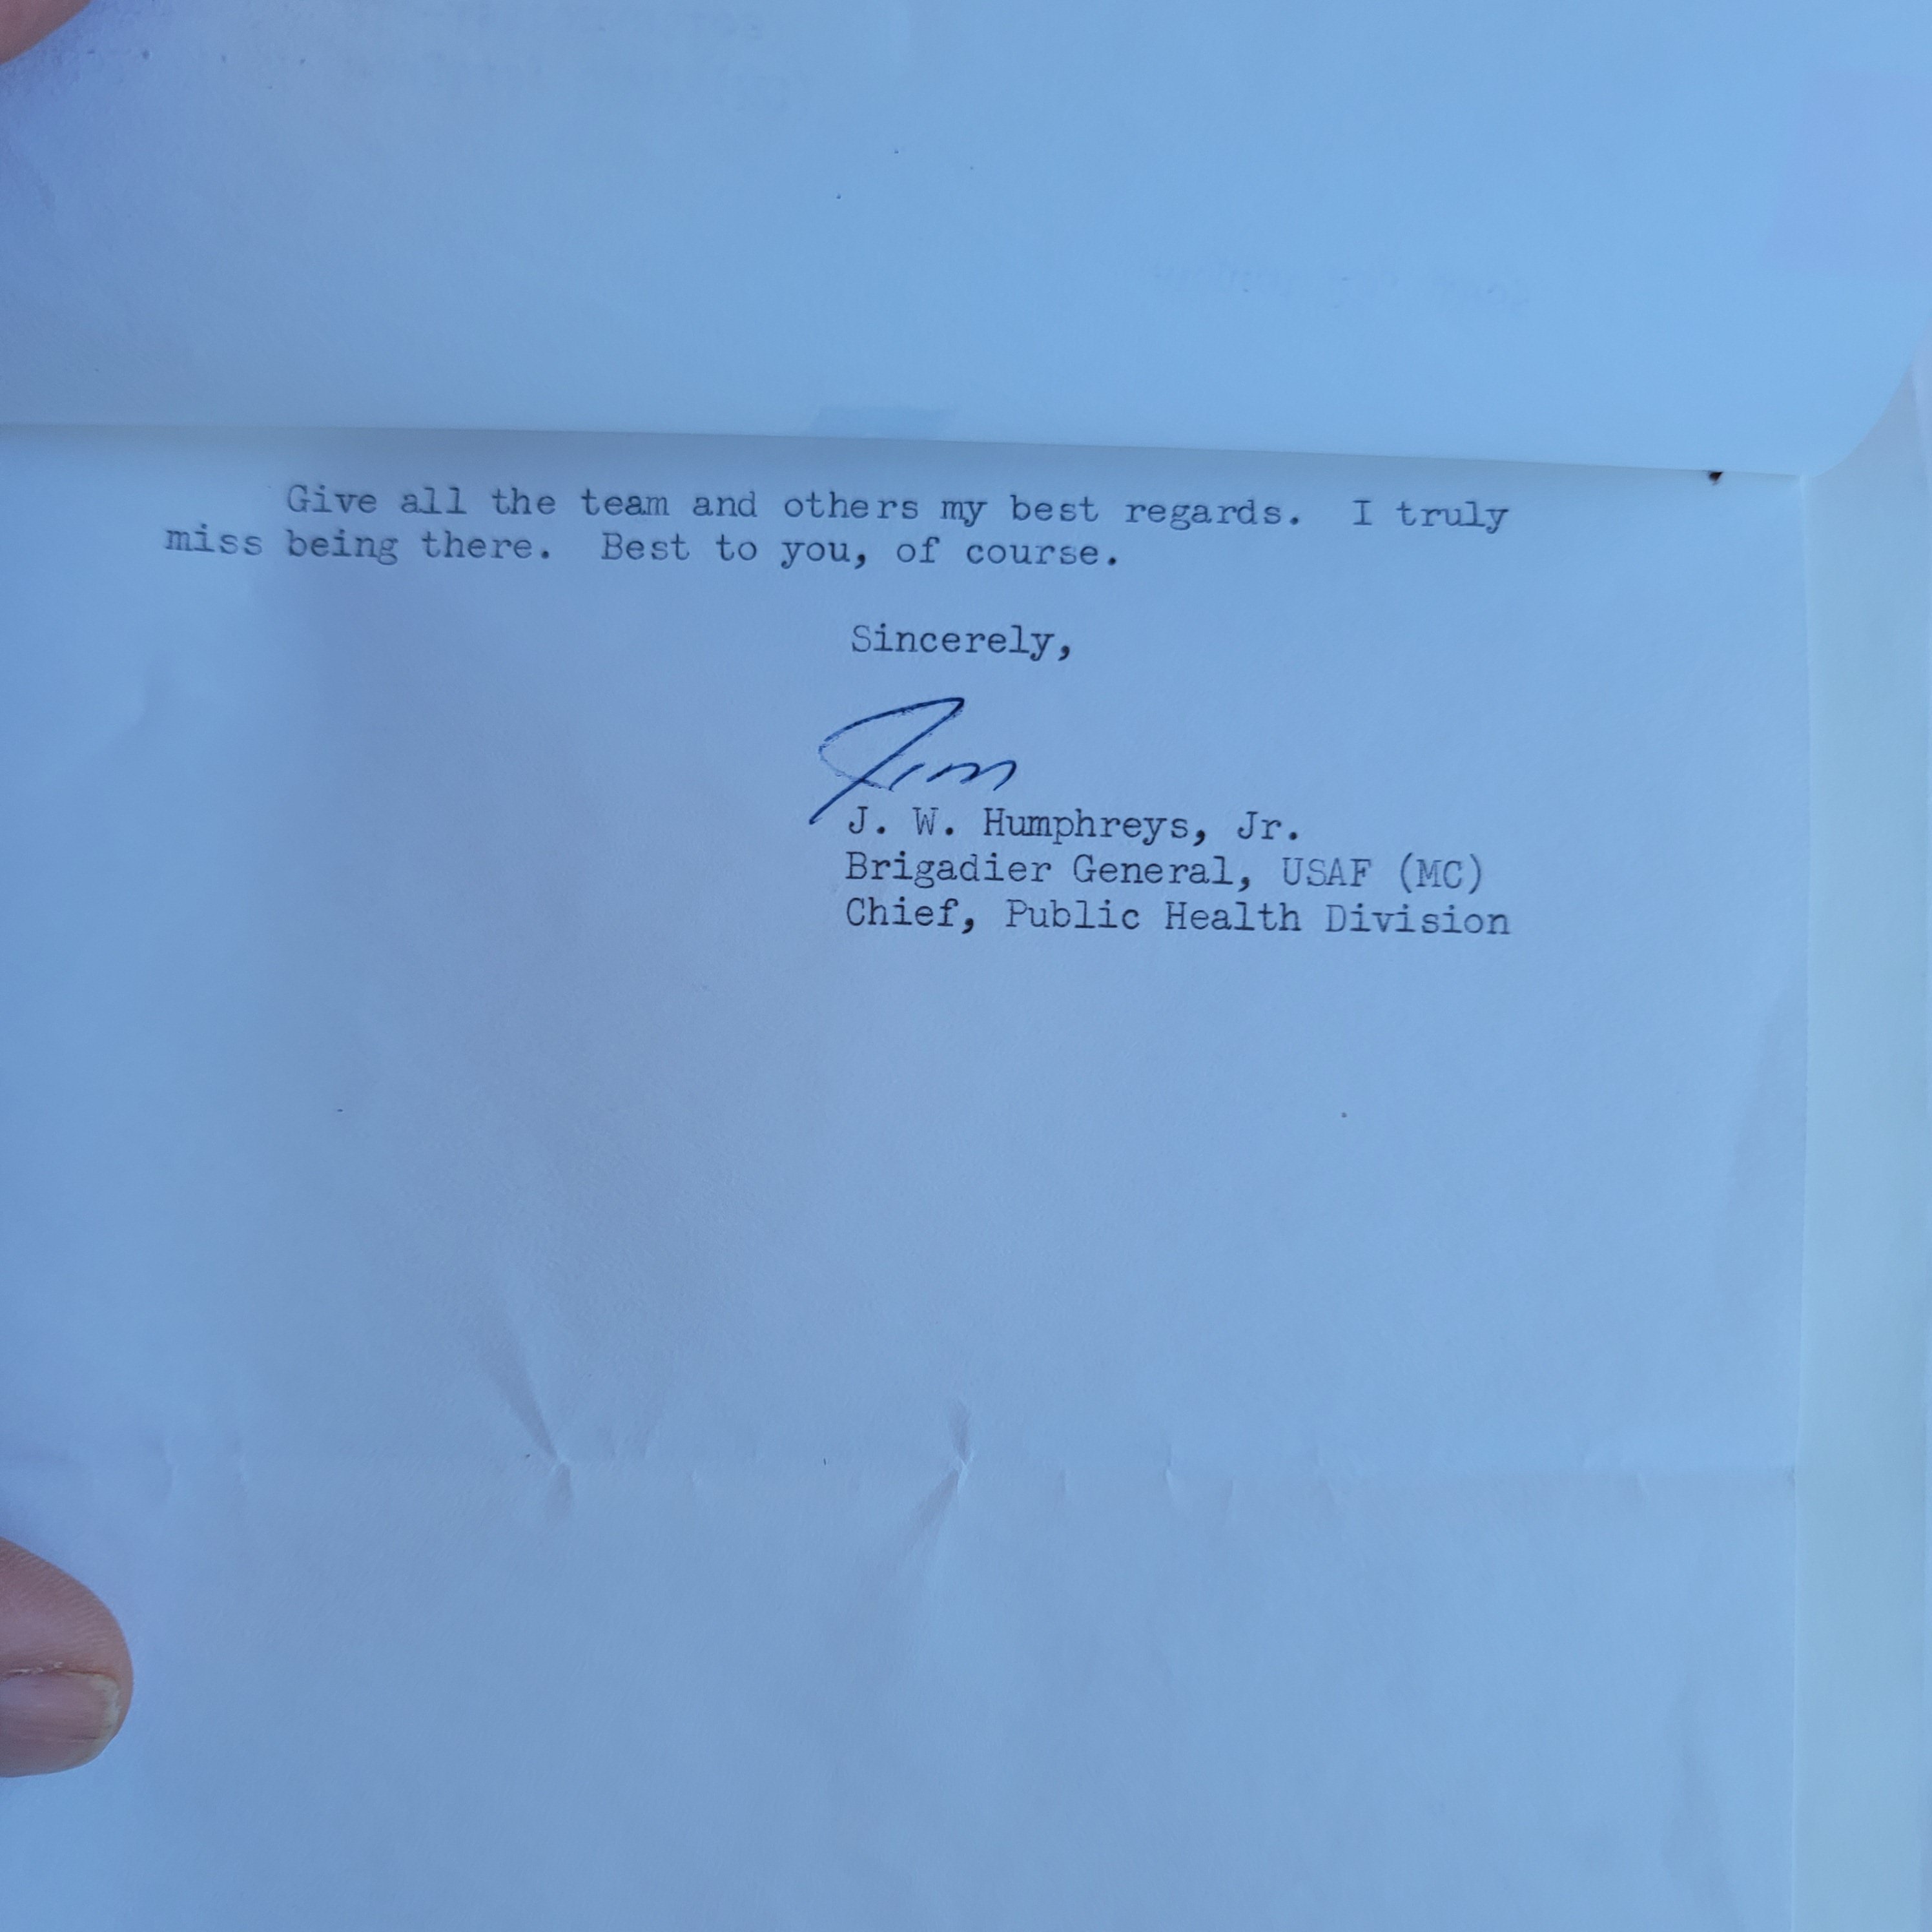 Give all the team and others my best regards.  I truly
miss being there.  Best to you, of course.
Sincerely,
Jim
J. W. Humphreys, Jr.
Brigadier General, USAF (MC)
Chief, Public Health Division